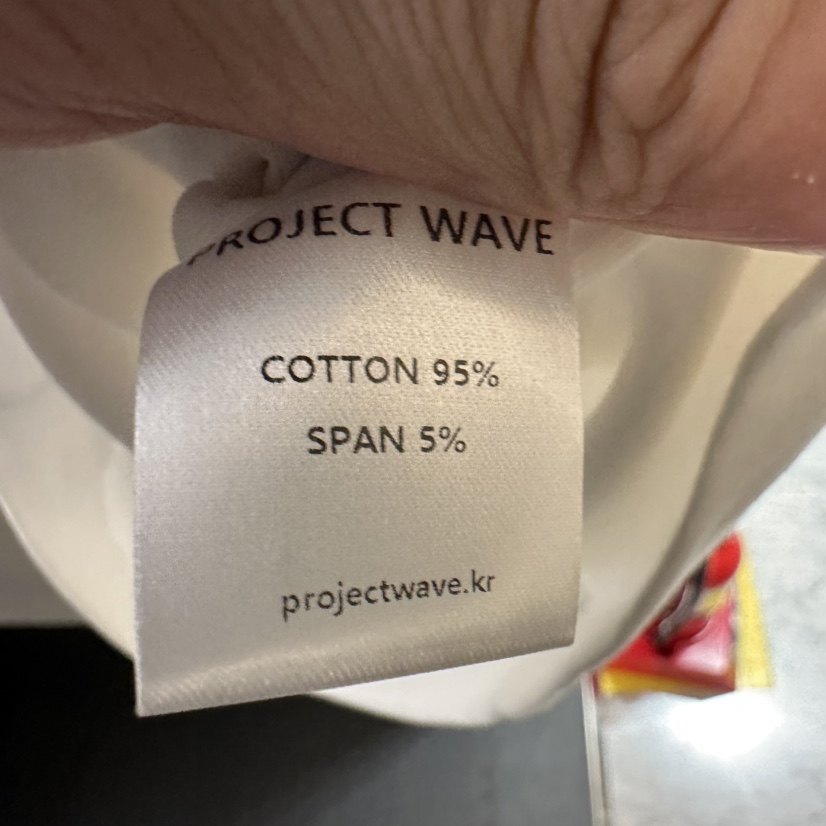 PROJECT WAVE
COTTON 95%
SPAN 5%
projectwave.kr